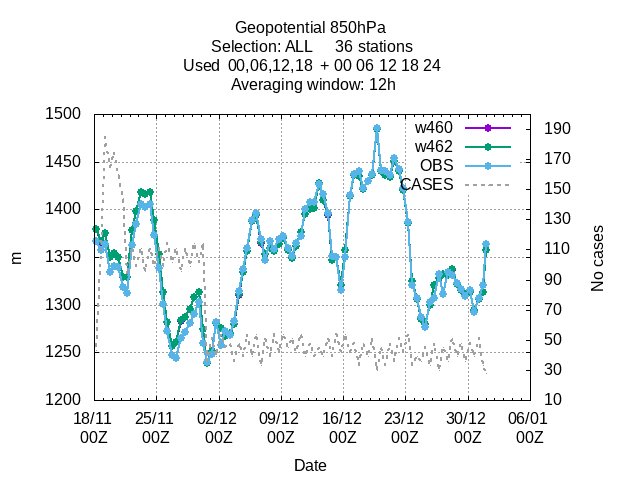 Geopotential 850hPa
Selection: ALL 36 stations
Used 00,06,12,18 + 00 06 12 18 24
Averaging window: 12h
w460
w462
OBS
CASES
1500
1450
1400
1350
1300
1250
1200
m
190
170
150
130
110
90
70
50
30
10
No cases
18/11 25/11 02/12 09/12 16/12 23/12 30/12 06/01
00Z 00Z 00Z 00Z 00Z 00Z 00Z 00Z
Date